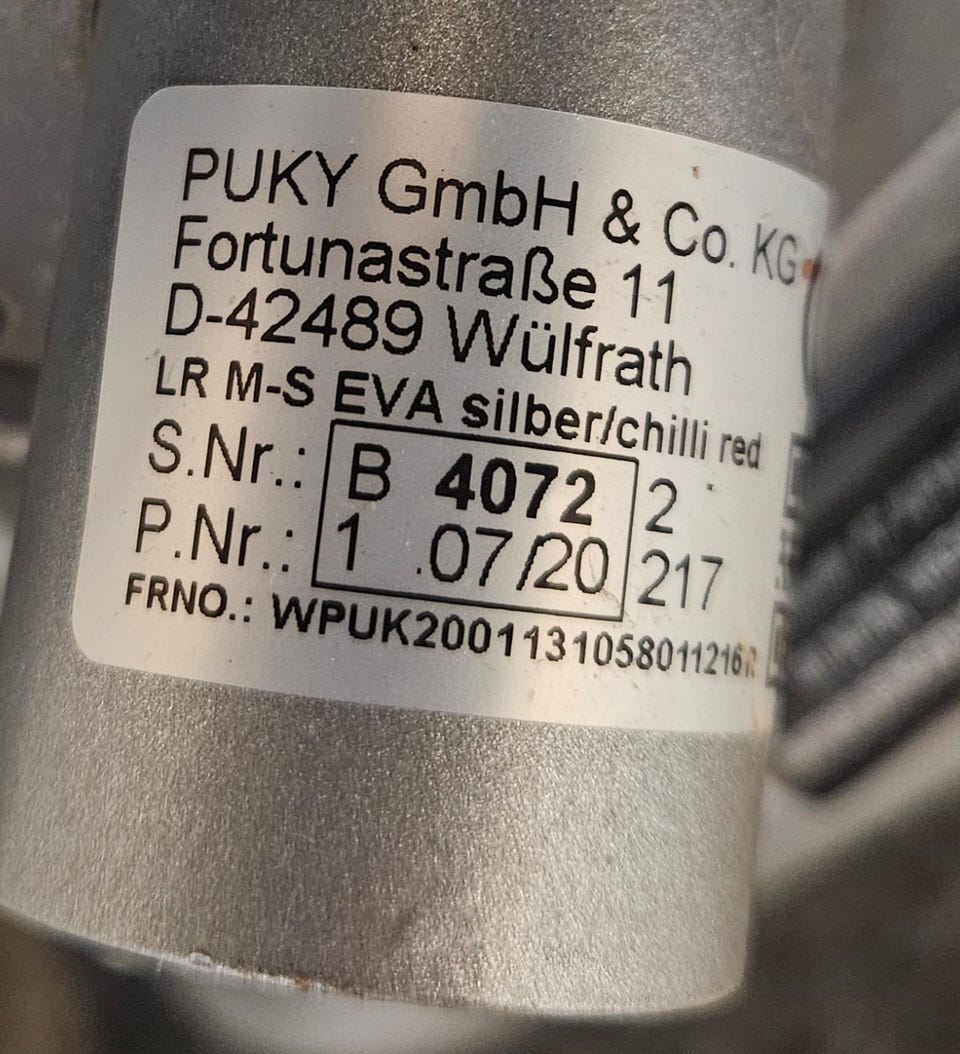 PUKY GmbH & Co. KG
Fortunastraße 11
D-42489 Wülfrath
LR M-S EVA silber/chilli red
S.Nr.: B 4072 2
P.Nr.: 1 .07/20 217
FRNO.: